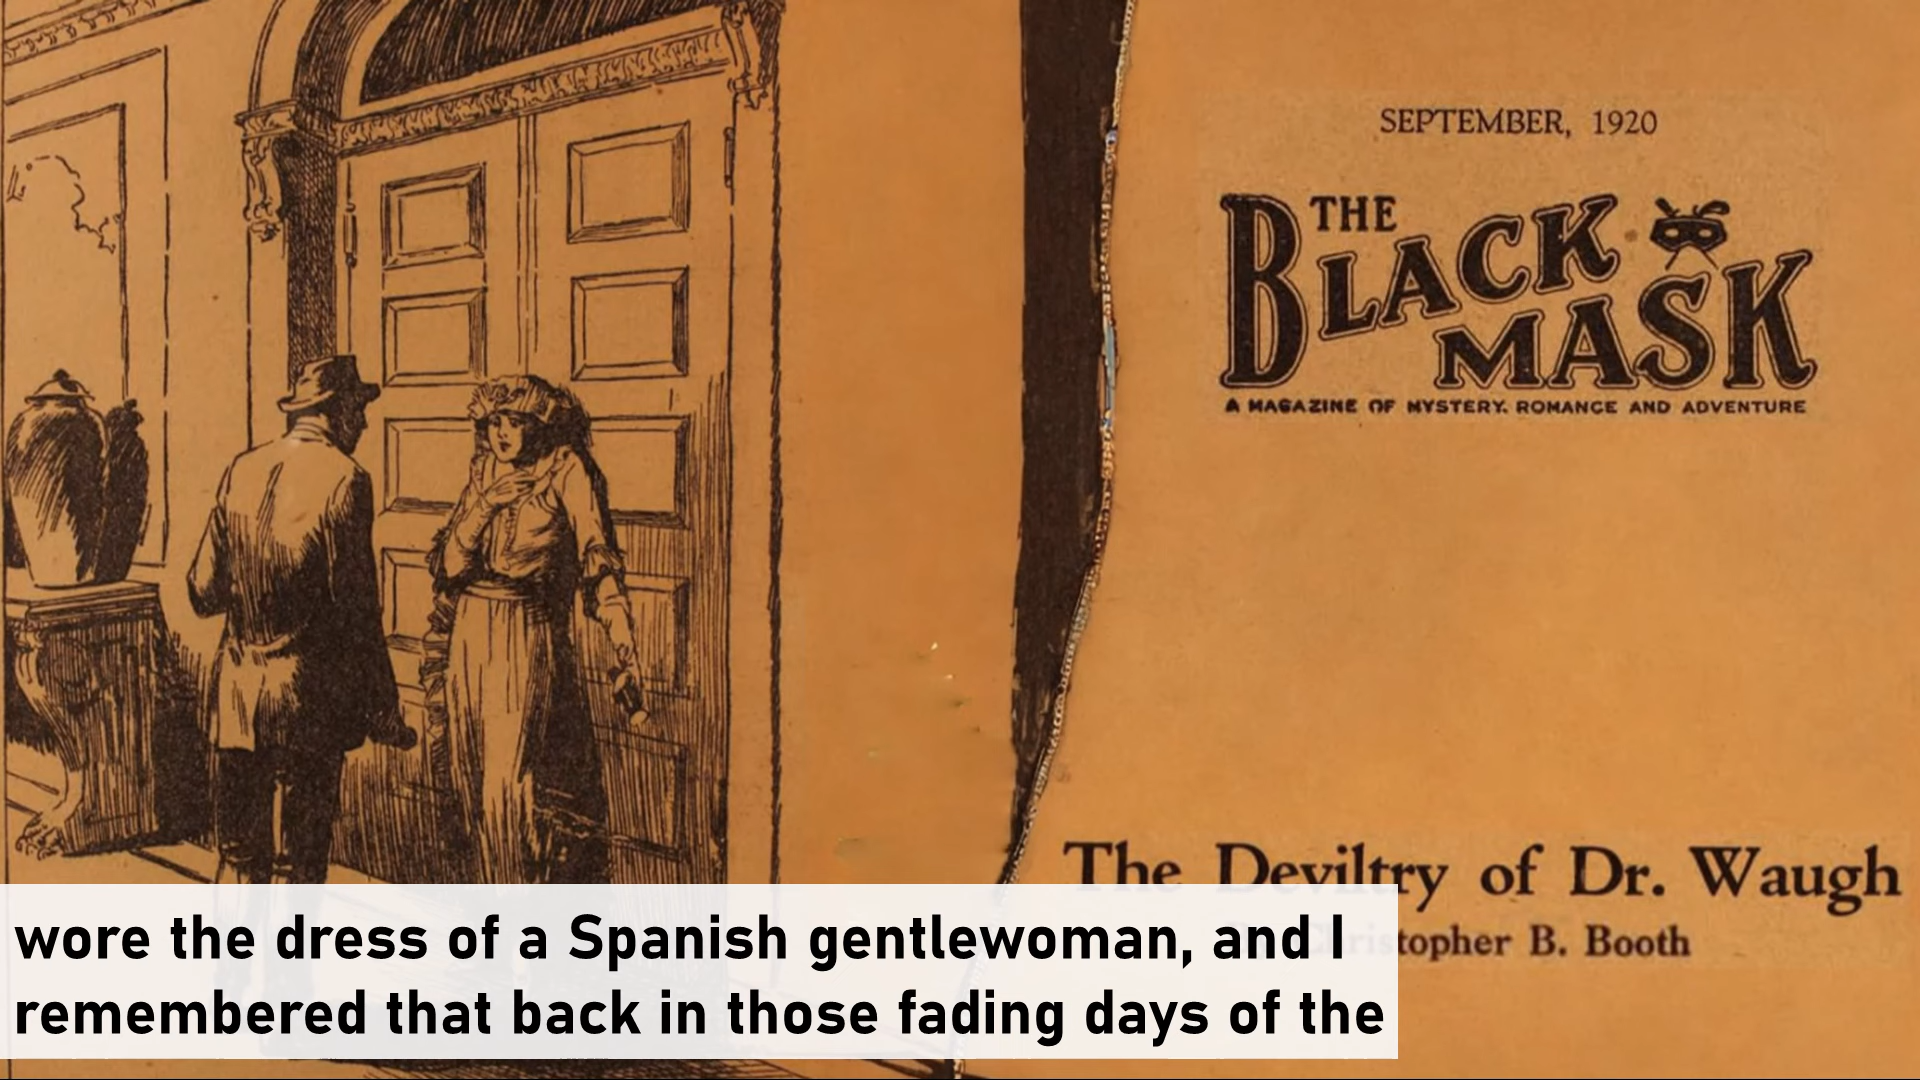 SEPTEMBER, 1920
THE
BLACK
MASK
A MAGAZINE OF MYSTERY, ROMANCE AND ADVENTURE
The Deviltry of Dr. Waugh
Christopher B. Booth
wore the dress of a Spanish gentlewoman, and I
remembered that back in those fading days of the